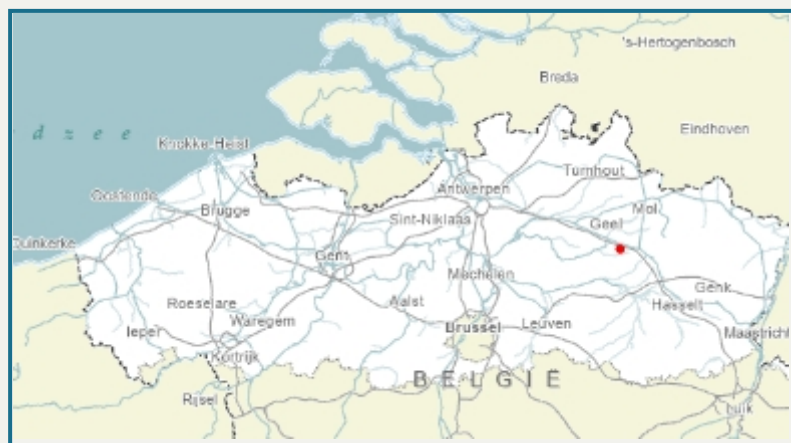 's-Hertogenbosch
Breda
Eindhoven
d z e e
Knokke-Heist
Turnhout
Antwerpen
Oostende
Mol
Brugge
Sint-Niklaas
Geel
Duinkerke
Gent
Mechelen
Genk
Roeselare
Aalst
Hasselt
Waregem
Ieper
Brussel
Leuven
Maastricht
Kortrijk
BELGIË
Rijsel
Luik